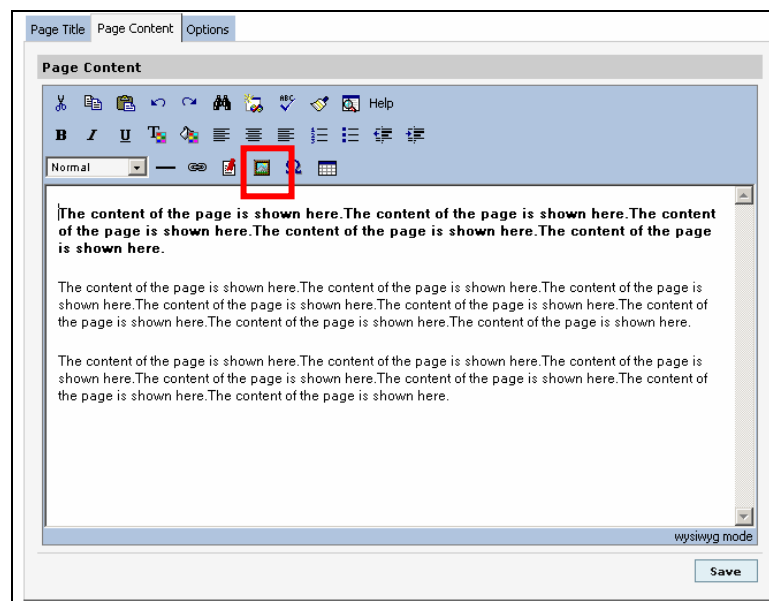 Page Title Page Content Options
Page Content
ABC Help
B I U T
Normal Ω
The content of the page is shown here.The content of the page is shown here.The content
of the page is shown here.The content of the page is shown here.The content of the page
is shown here.
The content of the page is shown here.The content of the page is shown here.The content of the page is
shown here.The content of the page is shown here.The content of the page is shown here.The content of
the page is shown here.The content of the page is shown here.The content of the page is shown here.
The content of the page is shown here.The content of the page is shown here.The content of the page is
shown here.The content of the page is shown here.The content of the page is shown here.The content of
the page is shown here.The content of the page is shown here.
wysiwyg mode
Save